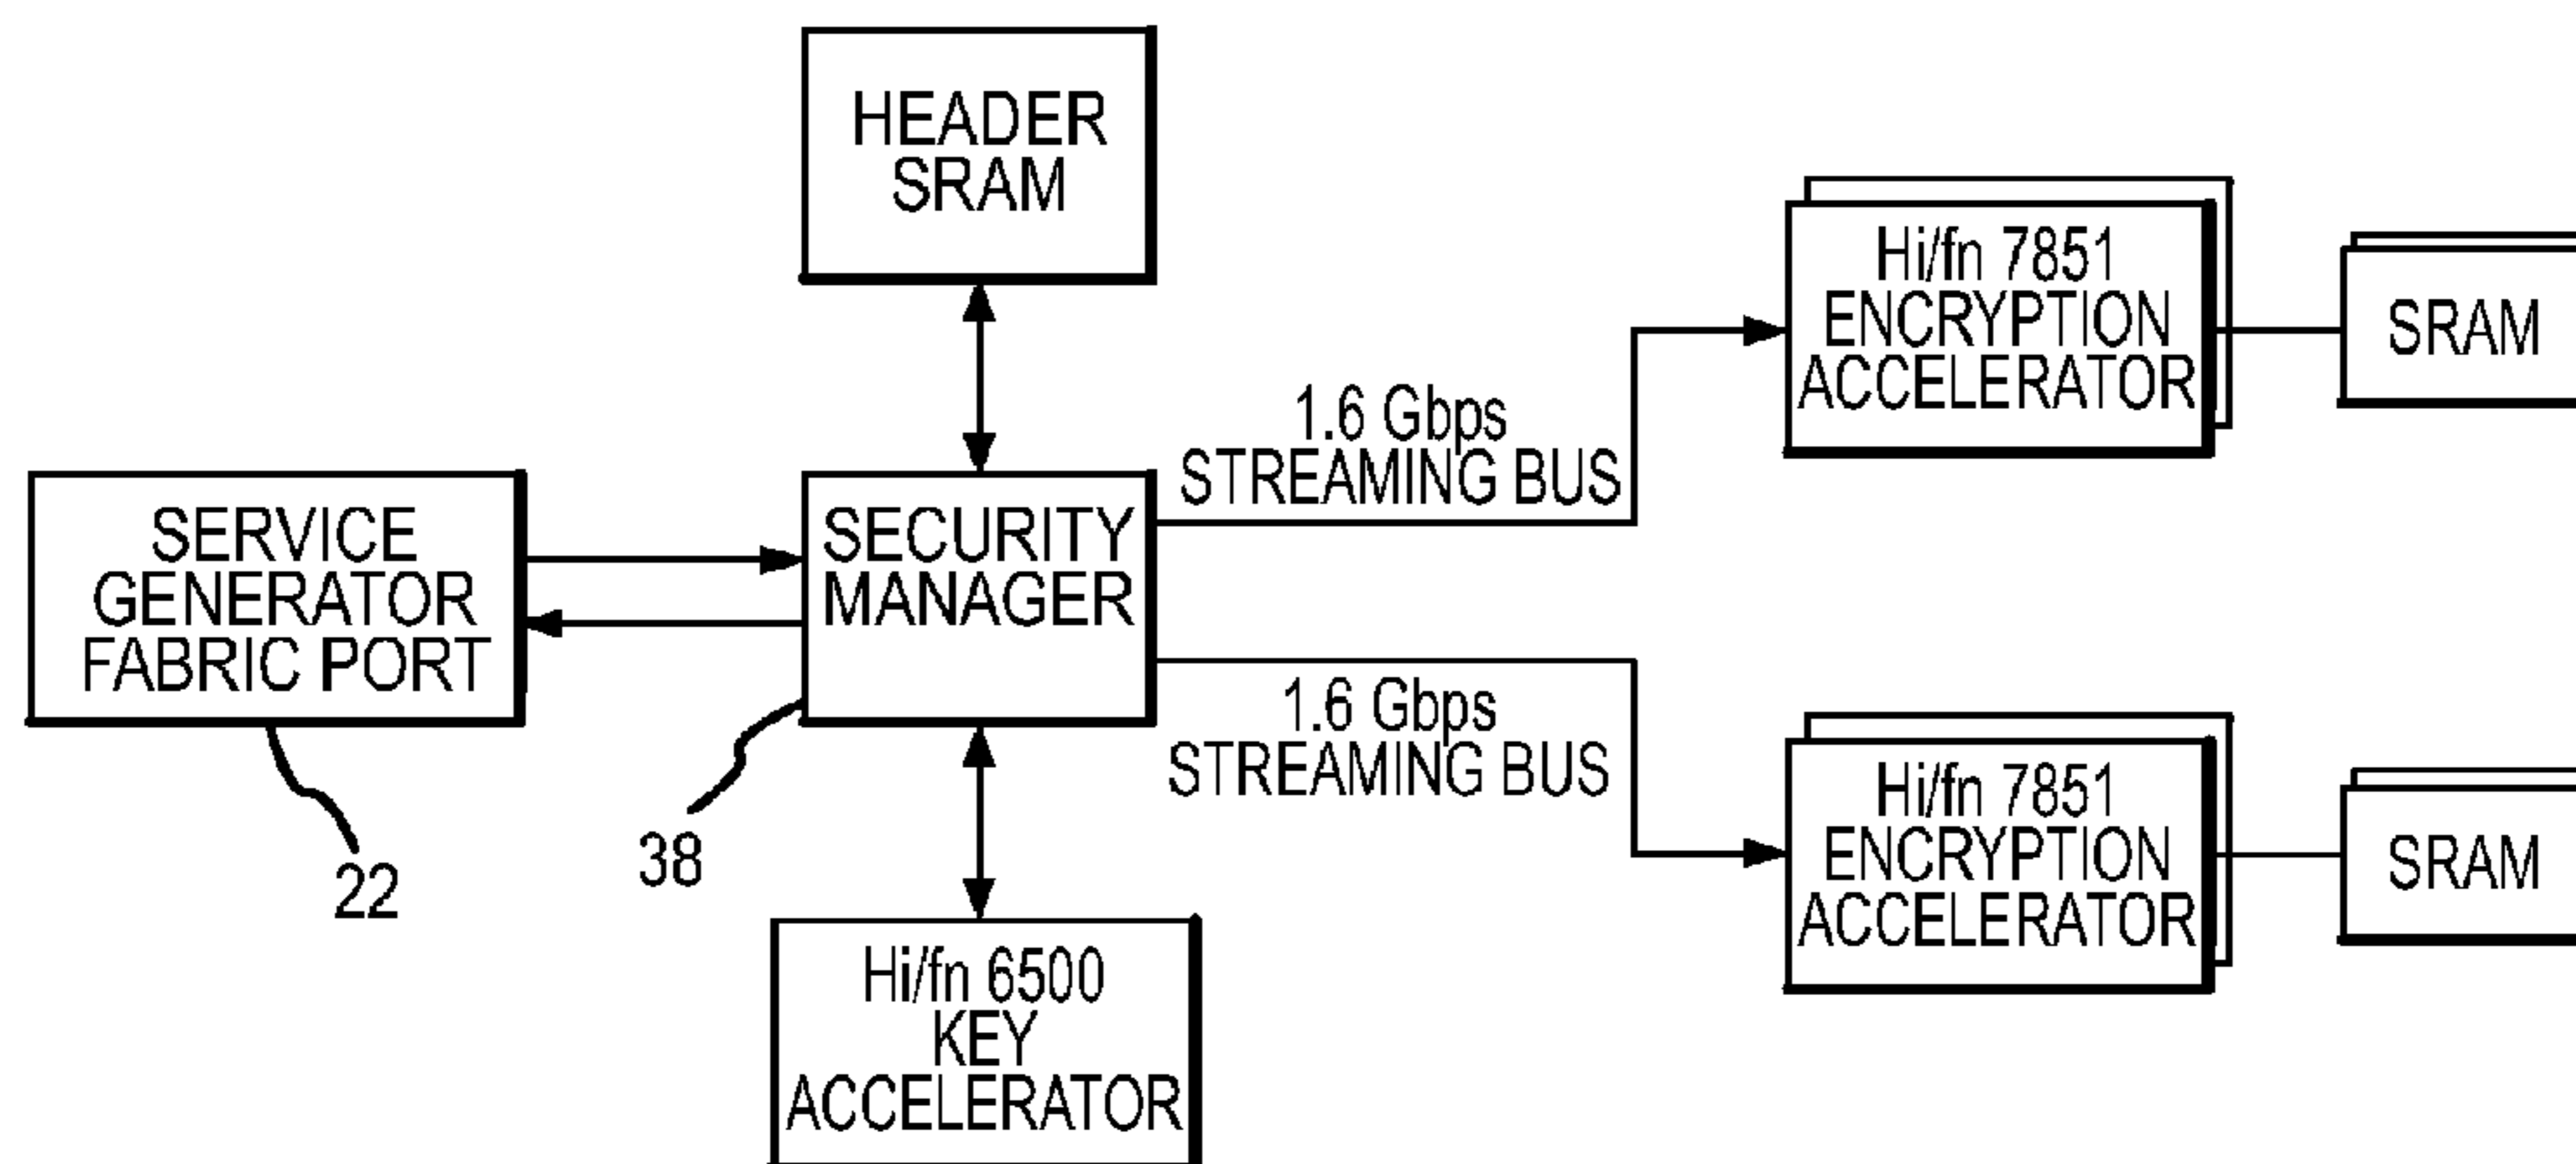 HEADER
SRAM
Hi/fn 7851
ENCRYPTION
ACCELERATOR
SRAM
1.6 Gbps
STREAMING BUS
SERVICE
GENERATOR
FABRIC PORT
SECURITY
MANAGER
1.6 Gbps
STREAMING BUS
Hi/fn 7851
ENCRYPTION
ACCELERATOR
SRAM
22
38
Hi/fn 6500
KEY
ACCELERATOR